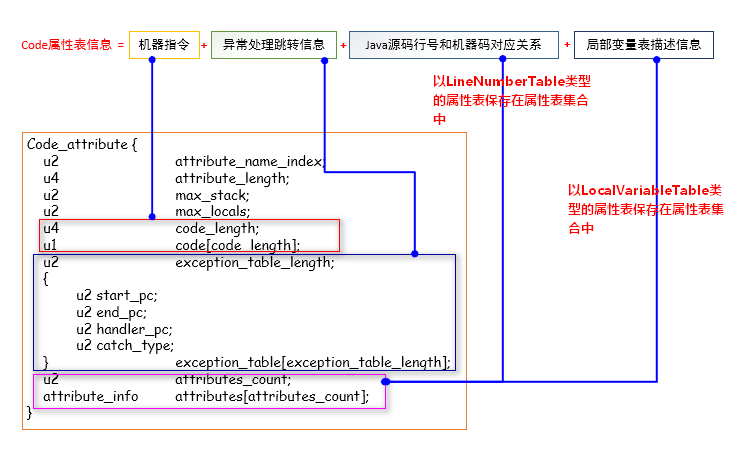 Code属性表信息 = 机器指令 + 异常处理跳转信息 + Java源码行号和机器码对应关系 + 局部变量表描述信息
以LineNumberTable类型
的属性表保存在属性表集合
中
以LocalVariableTable类
型的属性表保存在属性表集
合中
Code_attribute {
u2 attribute_name_index;
u4 attribute_length;
u2 max_stack;
u2 max_locals;
u4 code_length;
u1 code[code_length];
u2 exception_table_length;
{
u2 start_pc;
u2 end_pc;
u2 handler_pc;
u2 catch_type;
} exception_table[exception_table_length];
u2 attributes_count;
attribute_info attributes[attributes_count];
}